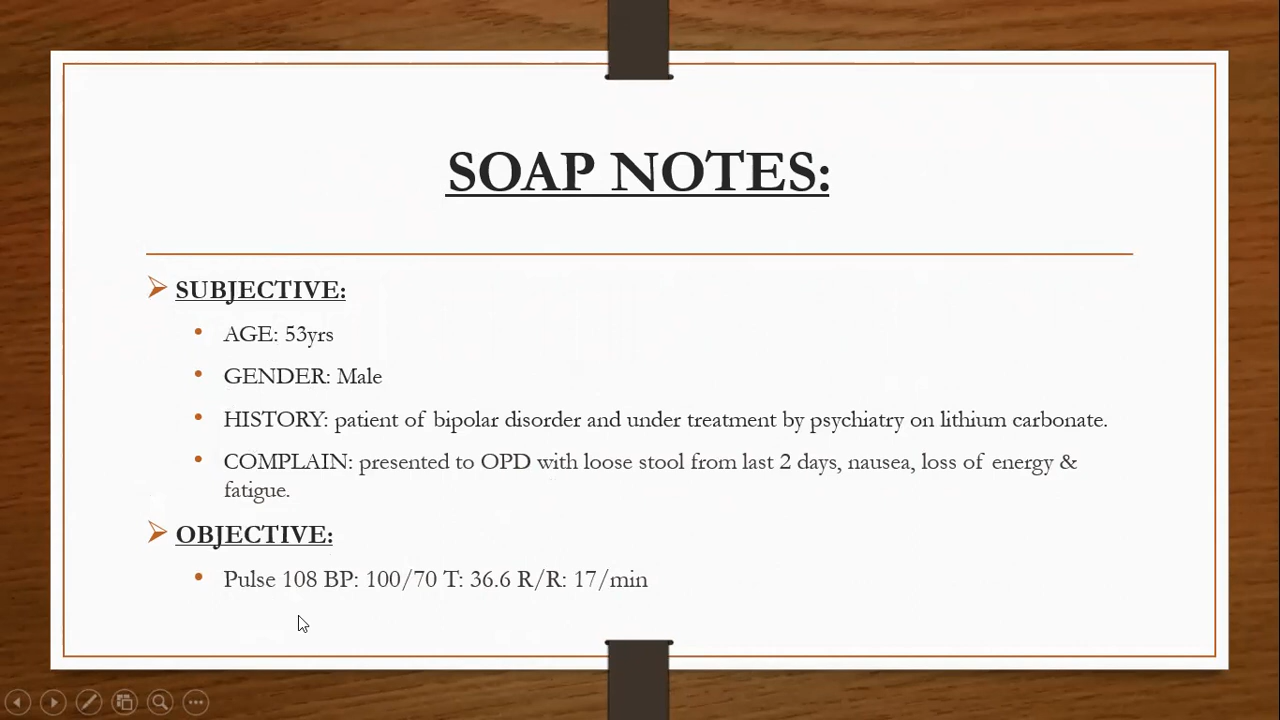 SOAP NOTES:
SUBJECTIVE:
AGE: 53yrs
GENDER: Male
HISTORY: patient of bipolar disorder and under treatment by psychiatry on lithium carbonate.
COMPLAIN: presented to OPD with loose stool from last 2 days, nausea, loss of energy &
fatigue.
OBJECTIVE:
Pulse 108 BP: 100/70 T: 36.6 R/R: 17/min